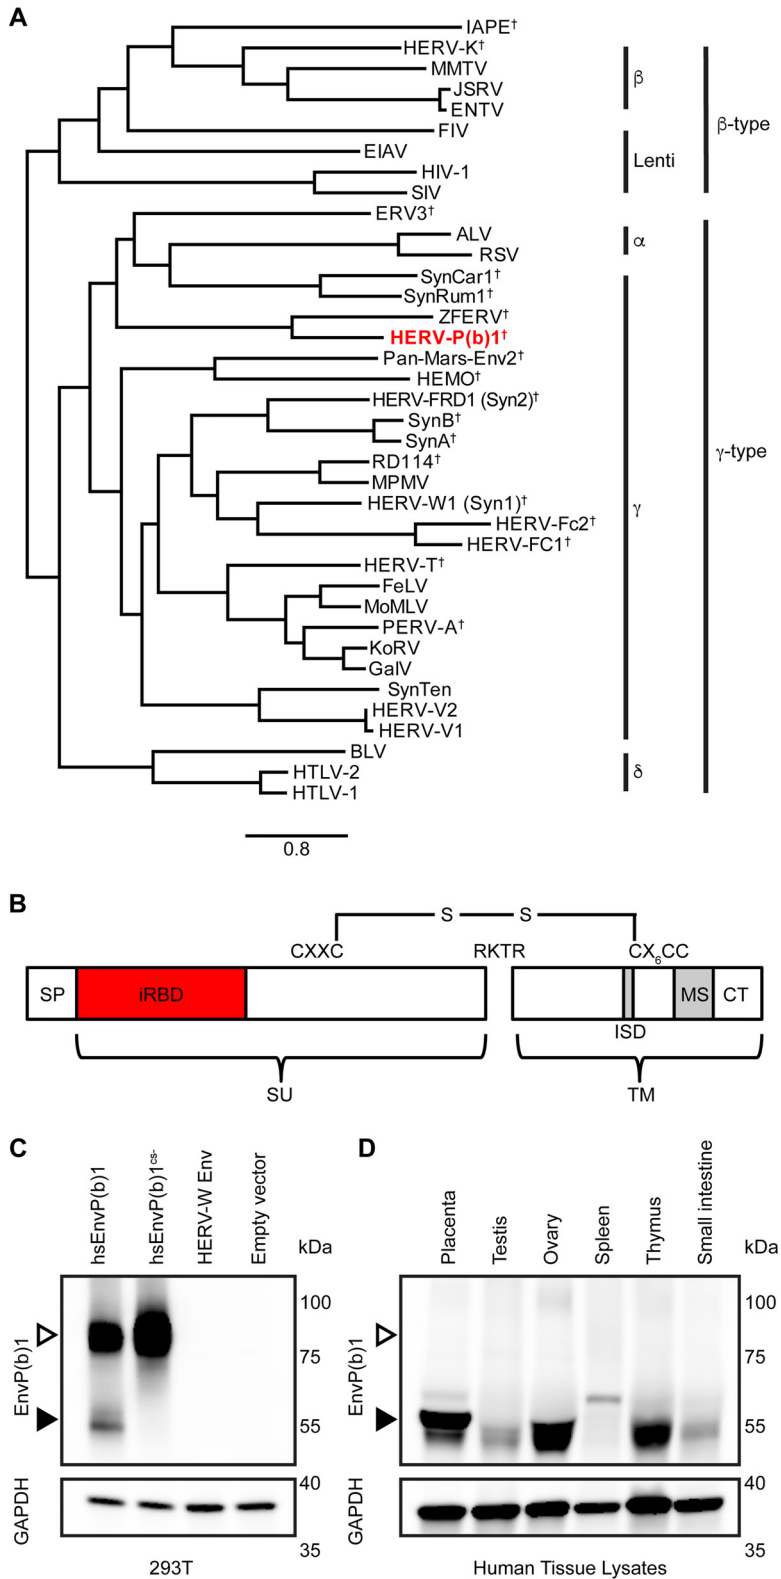 A
IAPE†
HERV-K†
MMTV
JSRV
ENTV
FIV
EIAV
HIV-1
SIV
ERV3†
ALV
RSV
SynCar1†
SynRum1†
ZFERV†
HERV-P(b)1†
Pan-Mars-Env2†
HEMO†
HERV-FRD1 (Syn2)†
SynB†
SynA†
RD114†
MPMV
HERV-W1 (Syn1)†
HERV-Fc2†
HERV-FC1†
HERV-T†
FeLV
MoMLV
PERV-A†
KoRV
GalV
SynTen
HERV-V2
HERV-V1
BLV
HTLV-2
HTLV-1
β
Lenti
α
γ
δ
β-type
γ-type
0.8
B
S S
CXXC RKTR CX6CC
SP iRBD MS CT
ISD
SU TM
C
hsEnvP(b)1
hsEnvP(b)1cs-
HERV-W Env
Empty vector
kDa
100
75
55
40
35
EnvP(b)1
GAPDH
293T
D
Placenta
Testis
Ovary
Spleen
Thymus
Small intestine
kDa
100
75
55
40
35
EnvP(b)1
GAPDH
Human Tissue Lysates